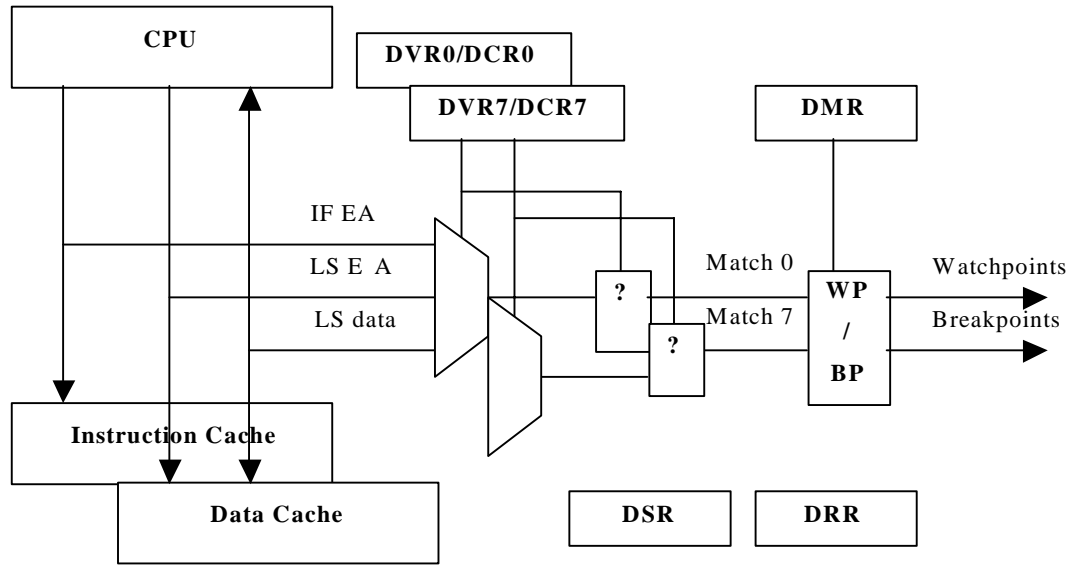 CPU
DVR0/DCR0
DVR7/DCR7
DMR
IF EA
LS E A
LS data
?
?
Match 0
Match 7
WP
/
BP
Watchpoints
Breakpoints
Instruction Cache
Data Cache
DSR
DRR